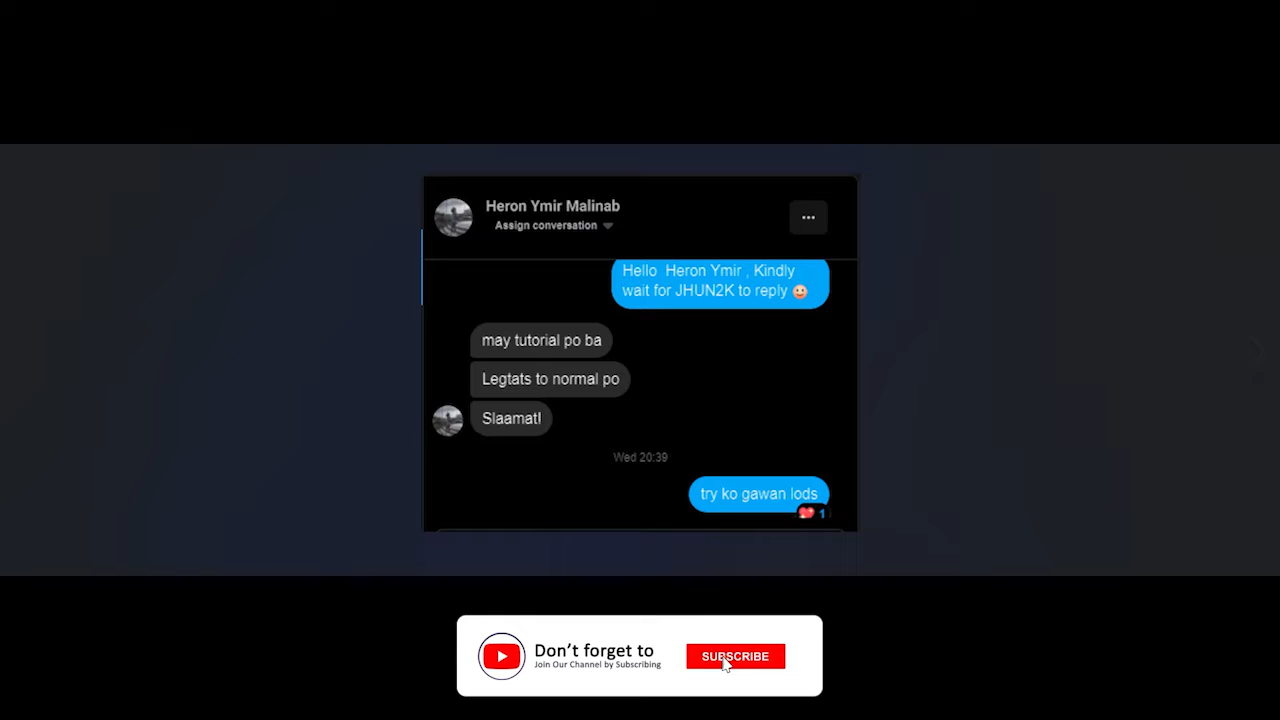 Heron Ymir Malinab
Assign conversation
Hello Heron Ymir , Kindly
wait for JHUN2K to reply
may tutorial po ba
Legtats to normal po
Slaamat!
Wed 20:39
try ko gawan lods
1
Don't forget to
Join Our Channel by Subscribing
SUBSCRIBE